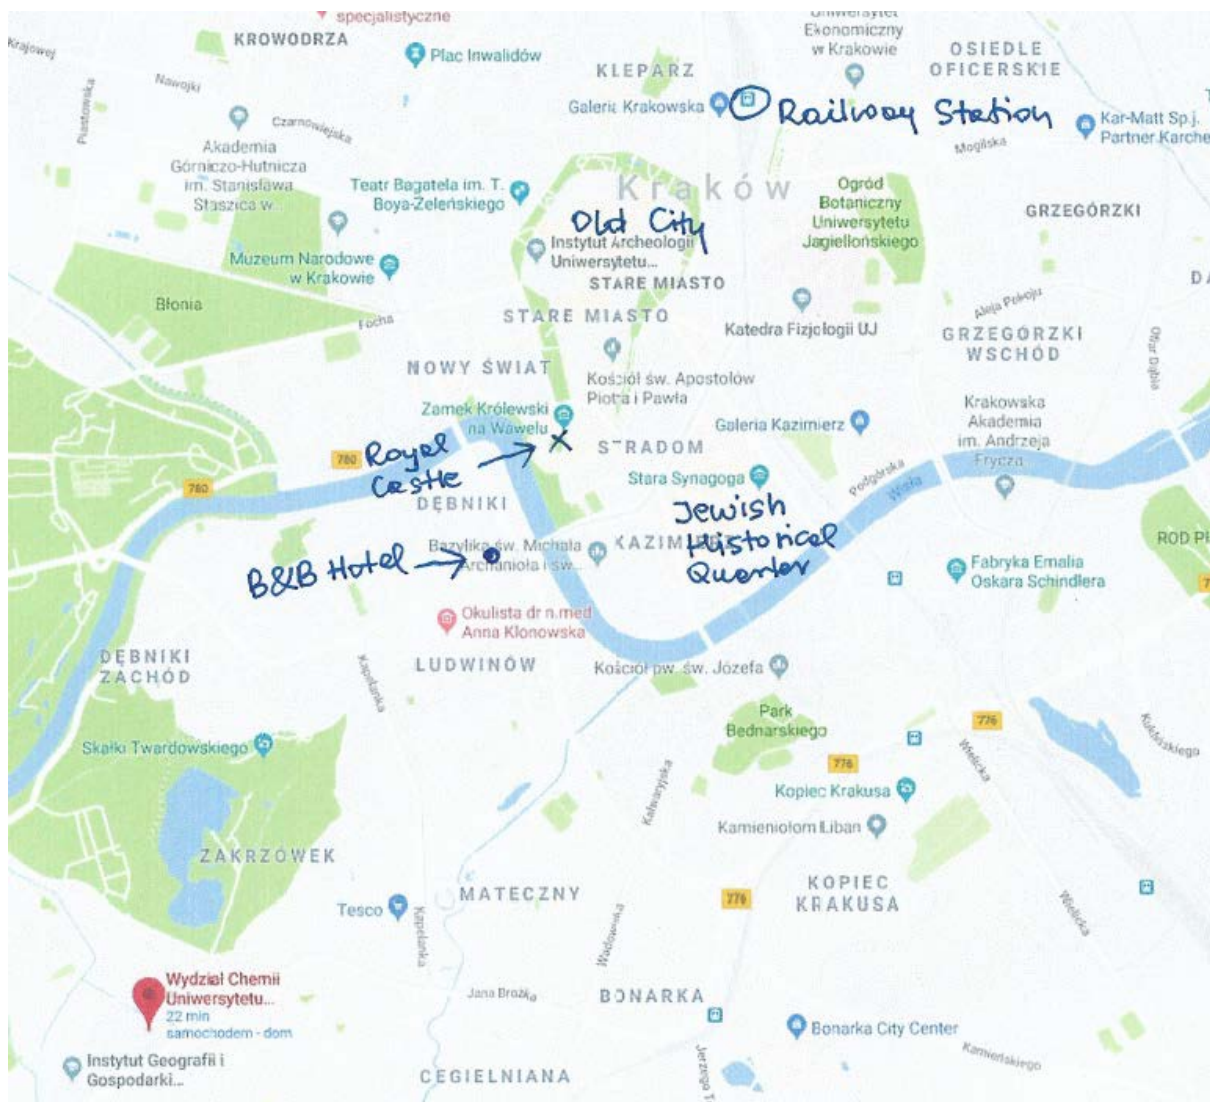 specjalistyczne
Krajowej
KROWODRZA
Plac Inwalidów
Ekonomiczny
w Krakowie
OSIEDLE
OFICERSKIE
KLEPARZ
Nawojki
Piastowska
Galeria Krakowska
Railway Station
Kar-Matt Sp.j.
Partner Karche
Czarnowiejska
Mogilska
Akademia
Górniczo-Hutnicza
im. Stanisława
Staszica w...
Teatr Bagatela im. T.
Boya-Żeleńskiego
Kraków
Ogród
Botaniczny
Uniwersytetu
Jagiellońskiego
GRZEGÓRZKI
Old City
Instytut Archeologii
Uniwersytetu...
Muzeum Narodowe
w Krakowie
STARE MIASTO
Błonia
Focha
STARE MIASTO
Katedra Fizjologii UJ
Aleja Pokoju
GRZEGÓRZKI
WSCHÓD
NOWY ŚWIAT
Kościół św. Apostołów
Piotra i Pawła
Zamek Królewski
na Wawelu
Galeria Kazimierz
Krakowska
Akademia
im. Andrzeja
Frycza...
STRADOM
780
Royal
Castle
780
Stara Synagoga
Podgórska
Wisła
DĘBNIKI
Jewish
Historical
Quarter
KAZIMIERZ
ROD
B&B Hotel
Bazylika św. Michała
Archanioła i św...
Fabryka Emalia
Oskara Schindlera
Okulista dr n.med
Anna Klonowska
DĘBNIKI
ZACHÓD
Kapelanka
LUDWINÓW
Kościół pw. św. Józefa
Park
Bednarskiego
776
Skałki Twardowskiego
Wielicka
Kuklińskiego
776
Kalwaryjska
Kopiec Krakusa
Kamieniołom Liban
ZAKRZÓWEK
MATECZNY
KOPIEC
KRAKUSA
776
Tesco
Kapelanka
Wadowicka
Wielicka
Wydział Chemii
Uniwersytetu...
22 min
samochodem - dom
Jana Brożka
BONARKA
Bonarka City Center
Instytut Geografii i
Gospodarki...
CEGIELNIANA
Kamieńskiego